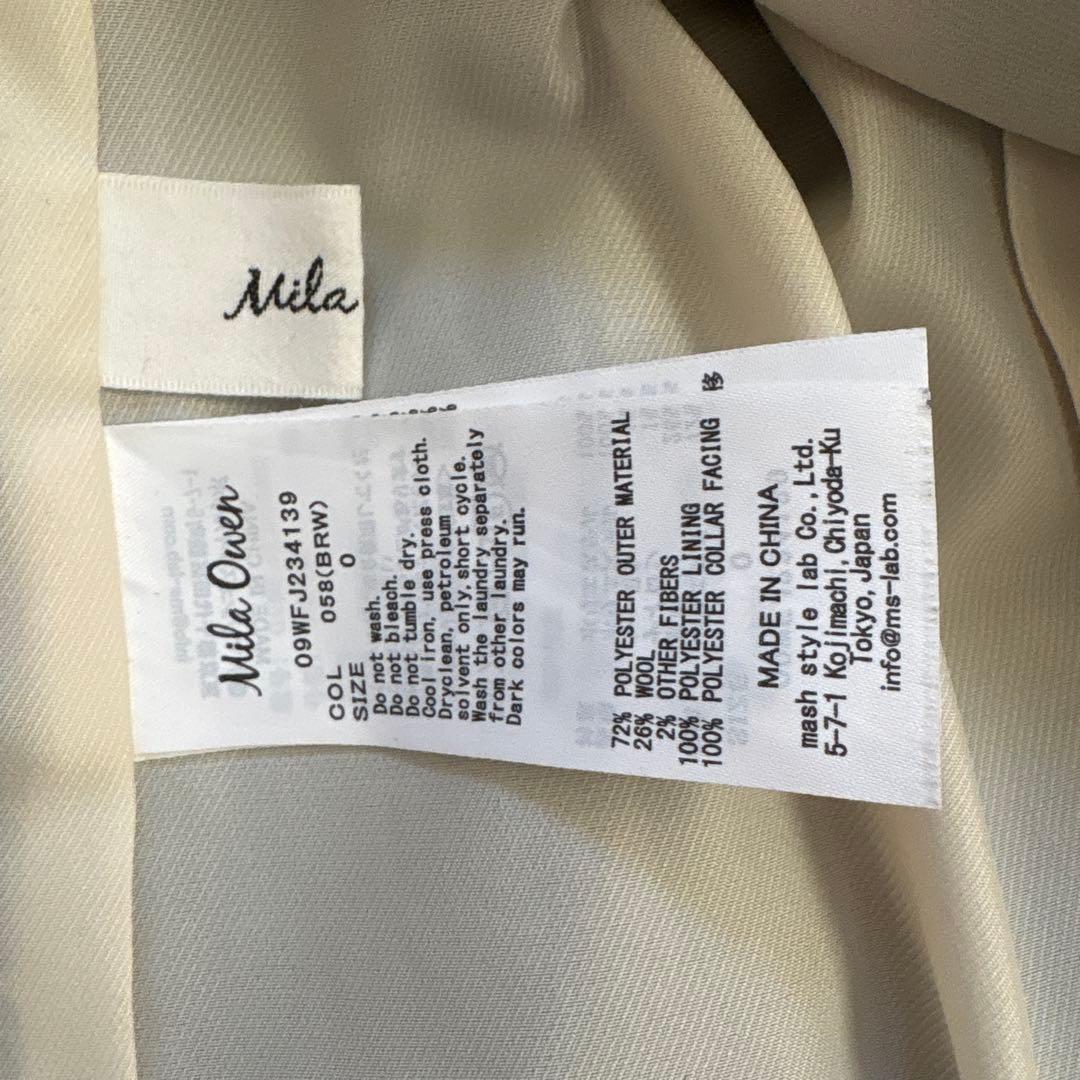 Mila
Mila Owen
09WFJ234139
COL 058(BRW)
SIZE 0
Do not wash.
Do not bleach.
Do not tumble dry.
Cool iron, use press cloth.
Dryclean, petroleum
solvent only, short cycle.
Wash the laundry separately
from other laundry.
Dark colors may run.
72% POLYESTER OUTER MATERIAL
26% WOOL
2% OTHER FIBERS
100% POLYESTER LINING
100% POLYESTER COLLAR FACING 移
MADE IN CHINA
mash style lab Co.,Ltd.
5-7-1 Kojimachi,Chiyoda-Ku
Tokyo,Japan
info@ms-lab.com